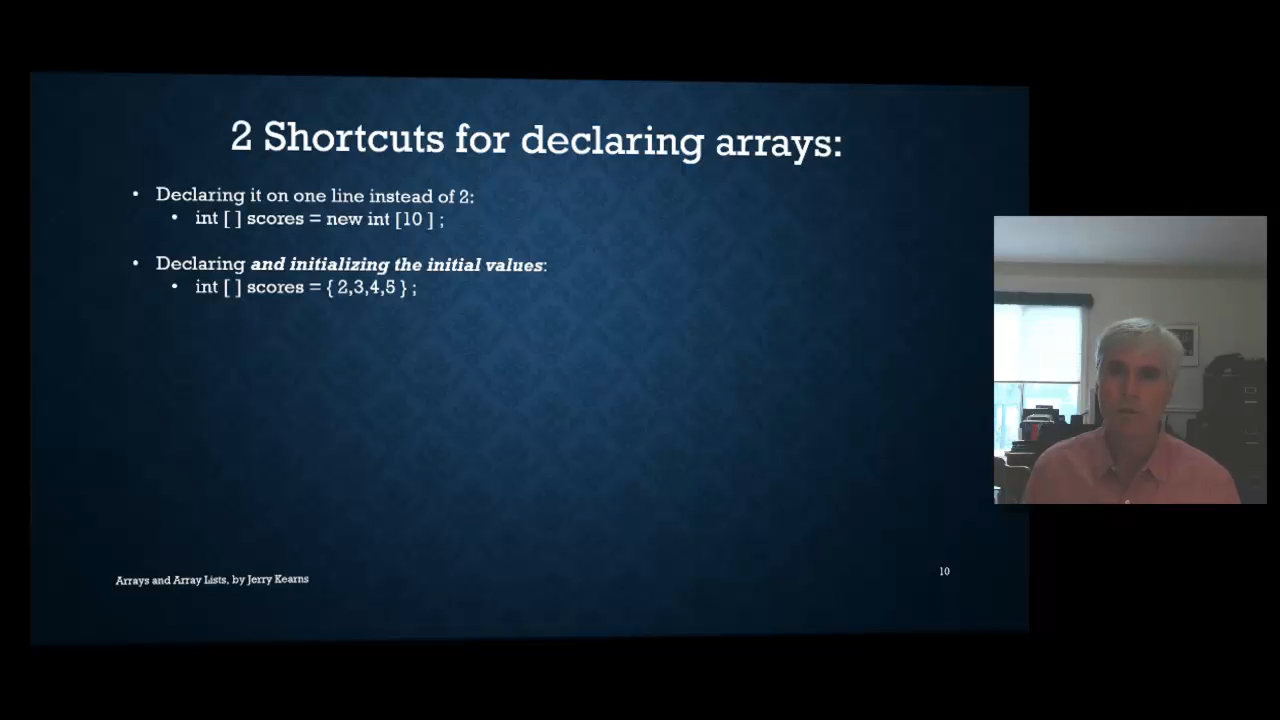 2 Shortcuts for declaring arrays:
• Declaring it on one line instead of 2:
• int [ ] scores = new int [10 ] ;
• Declaring and initializing the initial values:
• int [ ] scores = { 2,3,4,5 } ;
Arrays and Array Lists, by Jerry Kearns
10